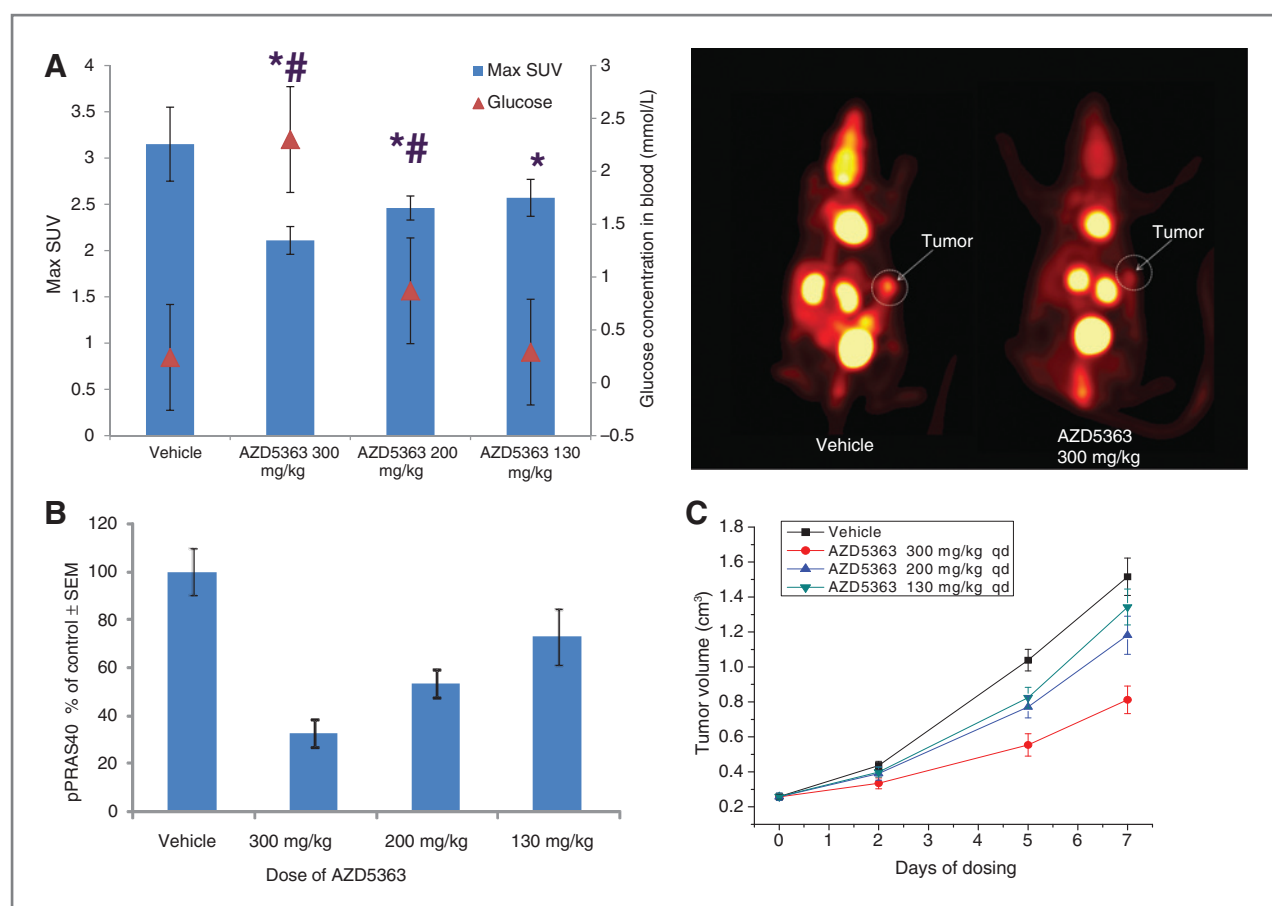 A
*#
*#
*
Max SUV
Glucose
4
3.5
3
2.5
2
1.5
1
0.5
0
Max SUV
3
2.5
2
1.5
1
0.5
0
–0.5
Glucose concentration in blood (mmol/L)
Vehicle
AZD5363 300
mg/kg
AZD5363 200
mg/kg
AZD5363 130
mg/kg
Tumor
Tumor
Vehicle
AZD5363
300 mg/kg
B
120
100
80
60
40
20
0
pPRAS40 % of control ± SEM
Vehicle
300 mg/kg
200 mg/kg
130 mg/kg
Dose of AZD5363
C
1.8
1.6
1.4
1.2
1.0
0.8
0.6
0.4
0.2
Tumor volume (cm³)
Vehicle
AZD5363 300 mg/kg qd
AZD5363 200 mg/kg qd
AZD5363 130 mg/kg qd
0 1 2 3 4 5 6 7
Days of dosing